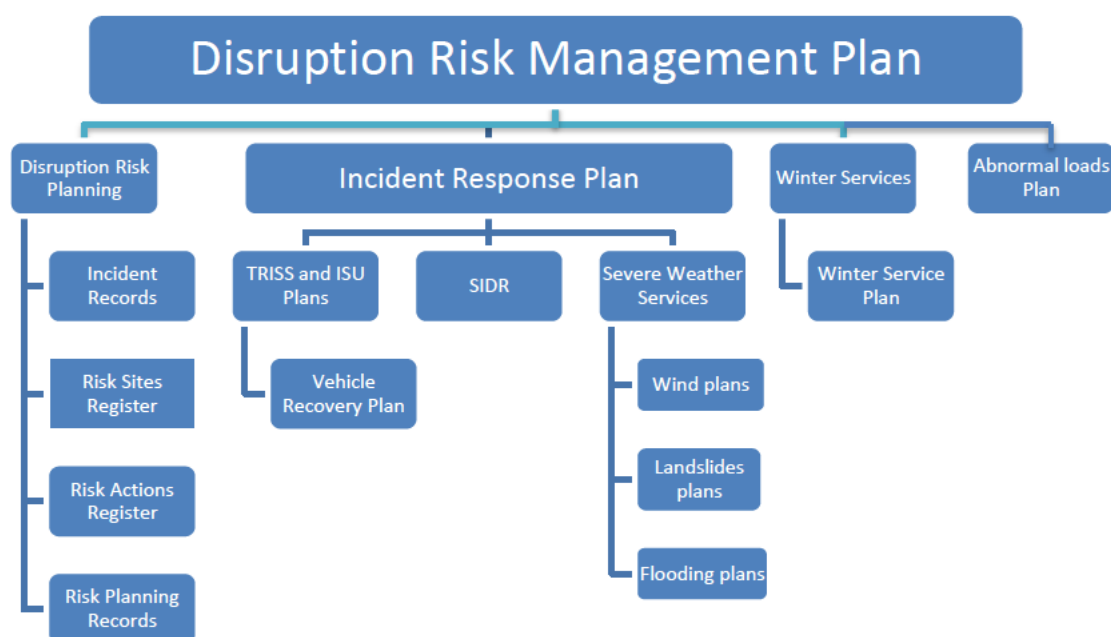 Disruption Risk Management Plan
Disruption Risk
Planning
Incident Response Plan
Winter Services
Abnormal loads
Plan
Incident
Records
TRISS and ISU
Plans
SIDR
Severe Weather
Services
Winter Service
Plan
Risk Sites
Register
Vehicle
Recovery Plan
Wind plans
Landslides
plans
Risk Actions
Register
Flooding plans
Risk Planning
Records